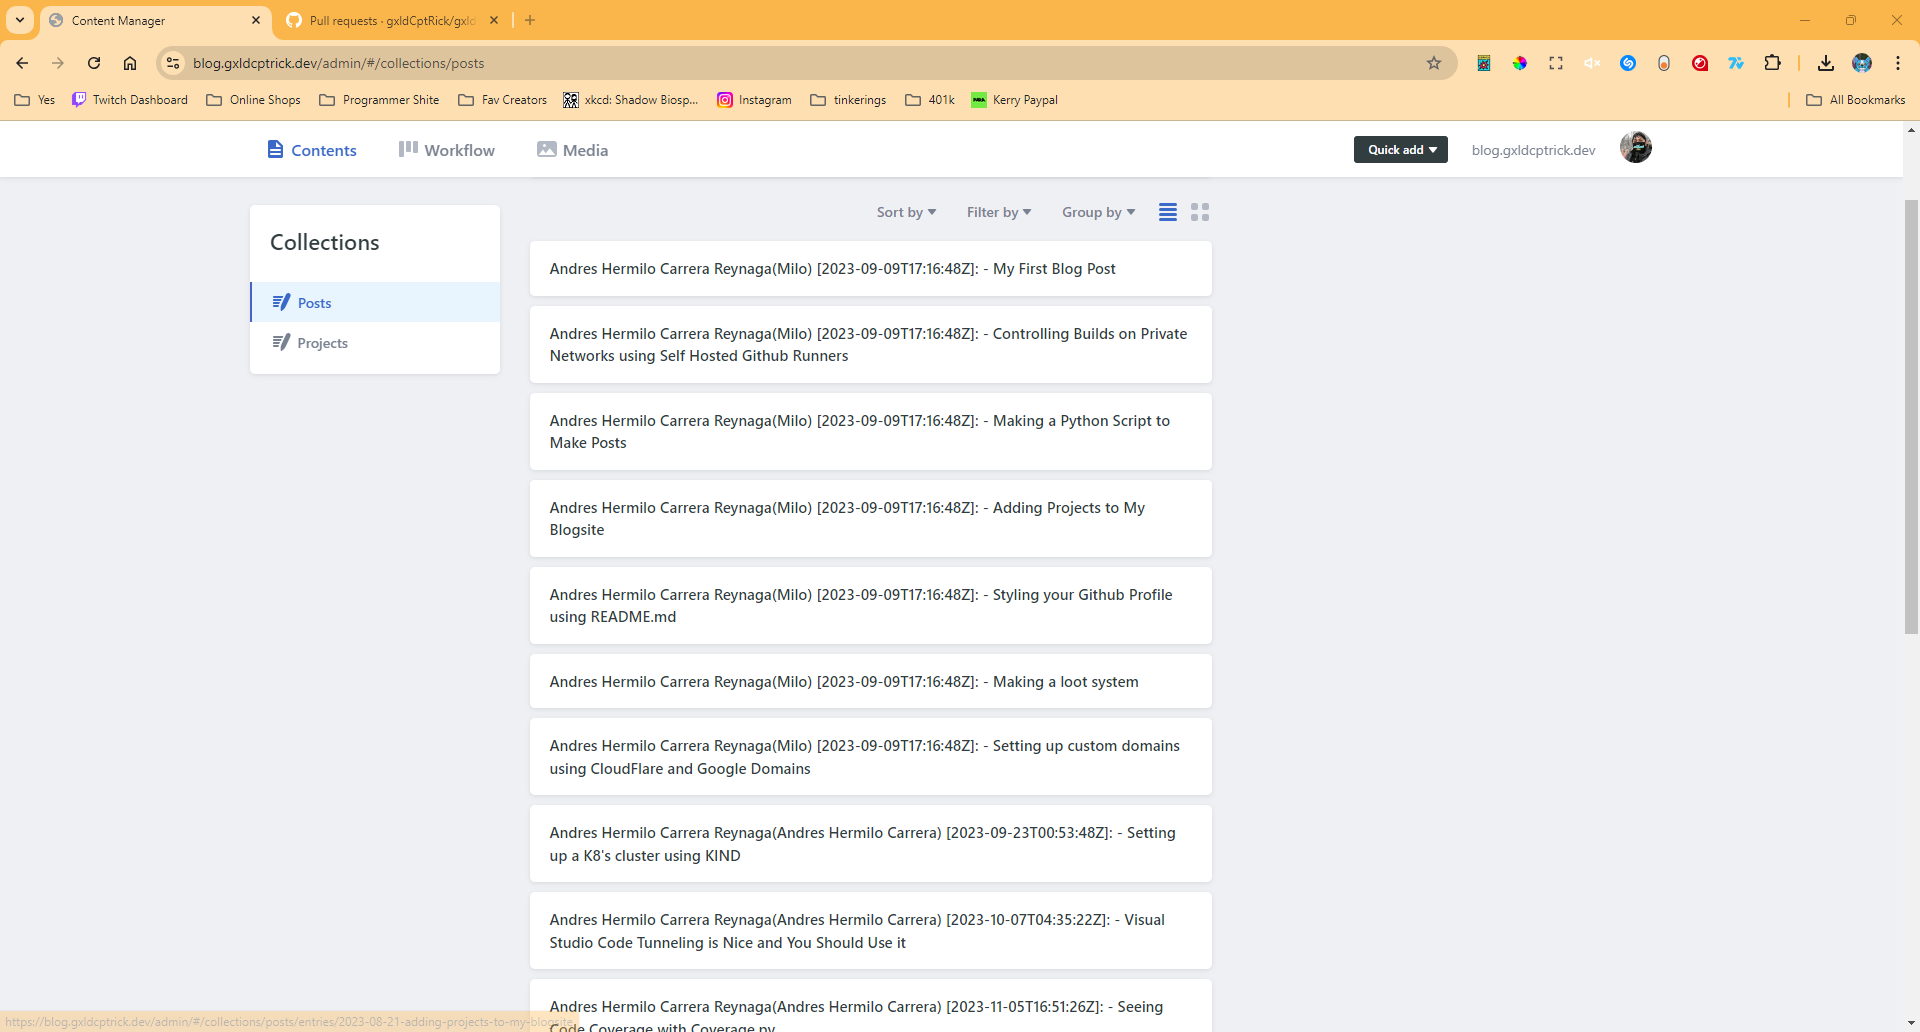 Content Manager
Pull requests · gxldCptRick/gxld
blog.gxldcptrick.dev/admin/#/collections/posts
Yes
Twitch Dashboard
Online Shops
Programmer Shite
Fav Creators
xkcd: Shadow Biosp...
Instagram
tinkerings
401k
Kerry Paypal
All Bookmarks
Contents
Workflow
Media
Quick add
blog.gxldcptrick.dev
Collections
Posts
Projects
Sort by
Filter by
Group by
Andres Hermilo Carrera Reynaga(Milo) [2023-09-09T17:16:48Z]: - My First Blog Post
Andres Hermilo Carrera Reynaga(Milo) [2023-09-09T17:16:48Z]: - Controlling Builds on Private
Networks using Self Hosted Github Runners
Andres Hermilo Carrera Reynaga(Milo) [2023-09-09T17:16:48Z]: - Making a Python Script to
Make Posts
Andres Hermilo Carrera Reynaga(Milo) [2023-09-09T17:16:48Z]: - Adding Projects to My
Blogsite
Andres Hermilo Carrera Reynaga(Milo) [2023-09-09T17:16:48Z]: - Styling your Github Profile
using README.md
Andres Hermilo Carrera Reynaga(Milo) [2023-09-09T17:16:48Z]: - Making a loot system
Andres Hermilo Carrera Reynaga(Milo) [2023-09-09T17:16:48Z]: - Setting up custom domains
using CloudFlare and Google Domains
Andres Hermilo Carrera Reynaga(Andres Hermilo Carrera) [2023-09-23T00:53:48Z]: - Setting
up a K8's cluster using KIND
Andres Hermilo Carrera Reynaga(Andres Hermilo Carrera) [2023-10-07T04:35:22Z]: - Visual
Studio Code Tunneling is Nice and You Should Use it
Andres Hermilo Carrera Reynaga(Andres Hermilo Carrera) [2023-11-05T16:51:26Z]: - Seeing
Code Coverage with Coverage.py
https://blog.gxldcptrick.dev/admin/#/collections/posts/entries/2023-08-21-adding-projects-to-my-blogsite